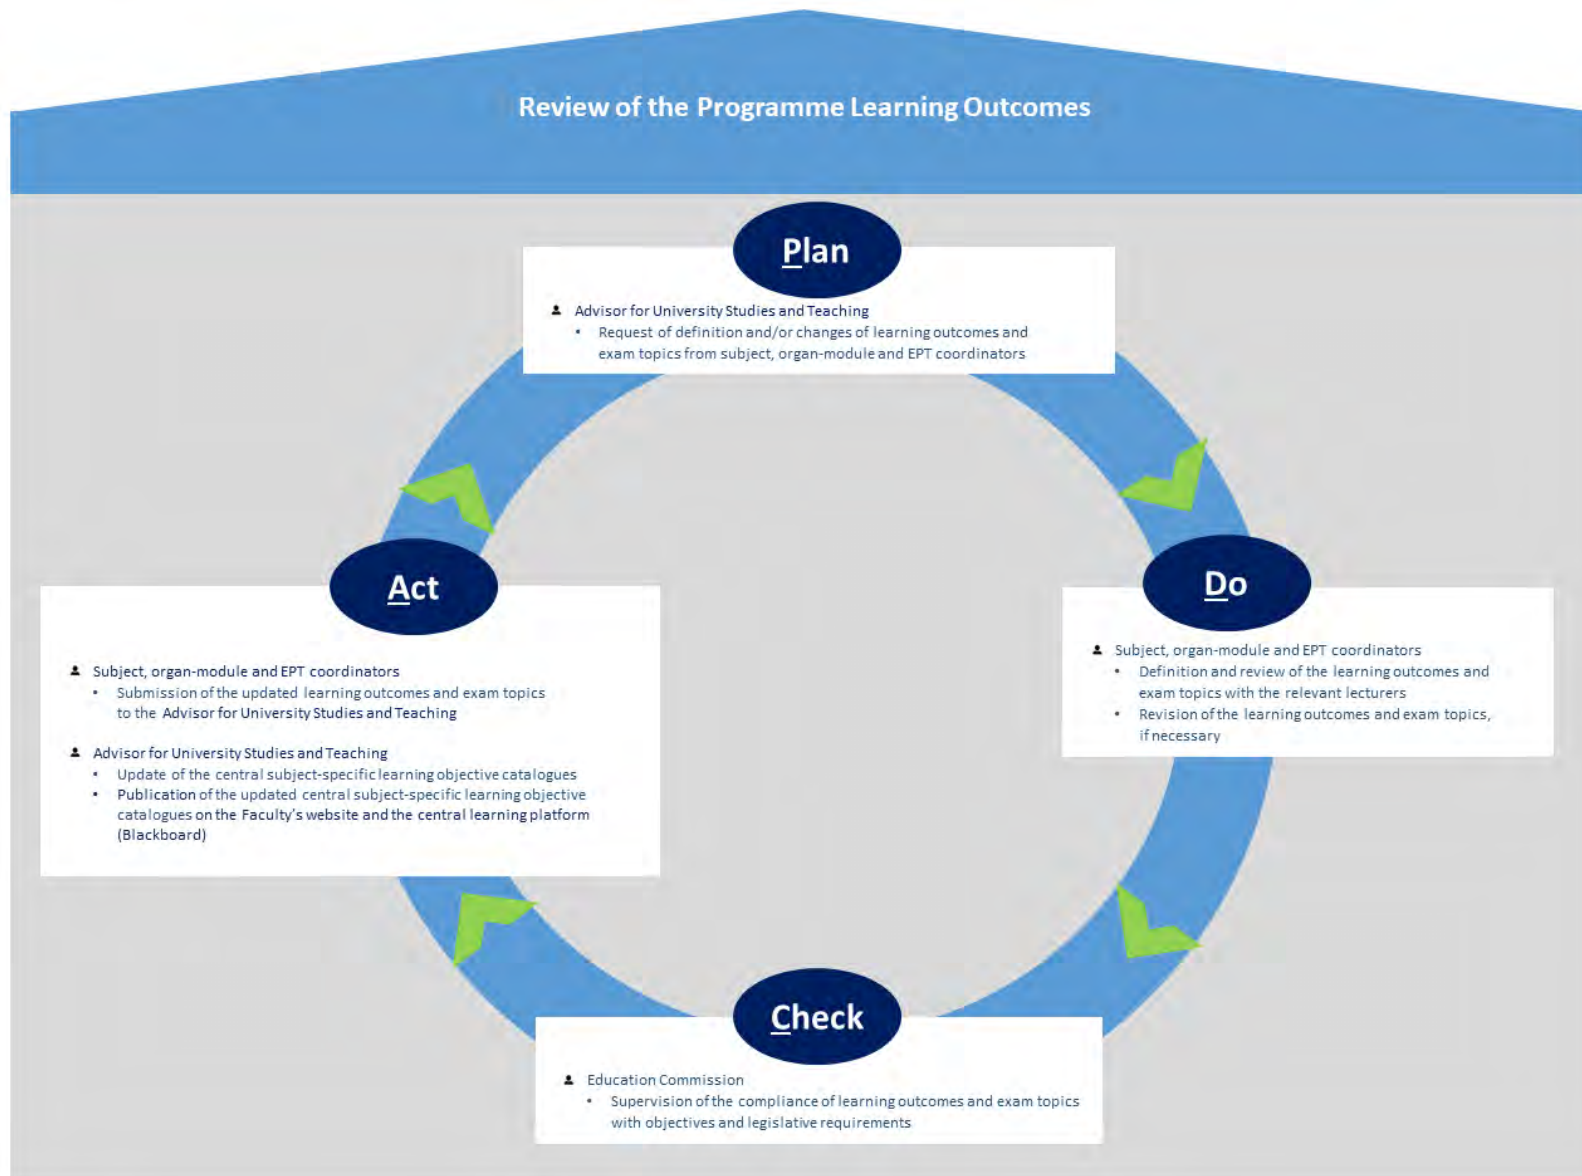 Review of the Programme Learning Outcomes
Plan
Advisor for University Studies and Teaching
• Request of definition and/or changes of learning outcomes and
exam topics from subject, organ-module and EPT coordinators
Do
Subject, organ-module and EPT coordinators
• Definition and review of the learning outcomes and
exam topics with the relevant lecturers
• Revision of the learning outcomes and exam topics,
if necessary
Check
Education Commission
• Supervision of the compliance of learning outcomes and exam topics
with objectives and legislative requirements
Act
Subject, organ-module and EPT coordinators
• Submission of the updated learning outcomes and exam topics
to the Advisor for University Studies and Teaching
Advisor for University Studies and Teaching
• Update of the central subject-specific learning objective catalogues
• Publication of the updated central subject-specific learning objective
catalogues on the Faculty's website and the central learning platform
(Blackboard)